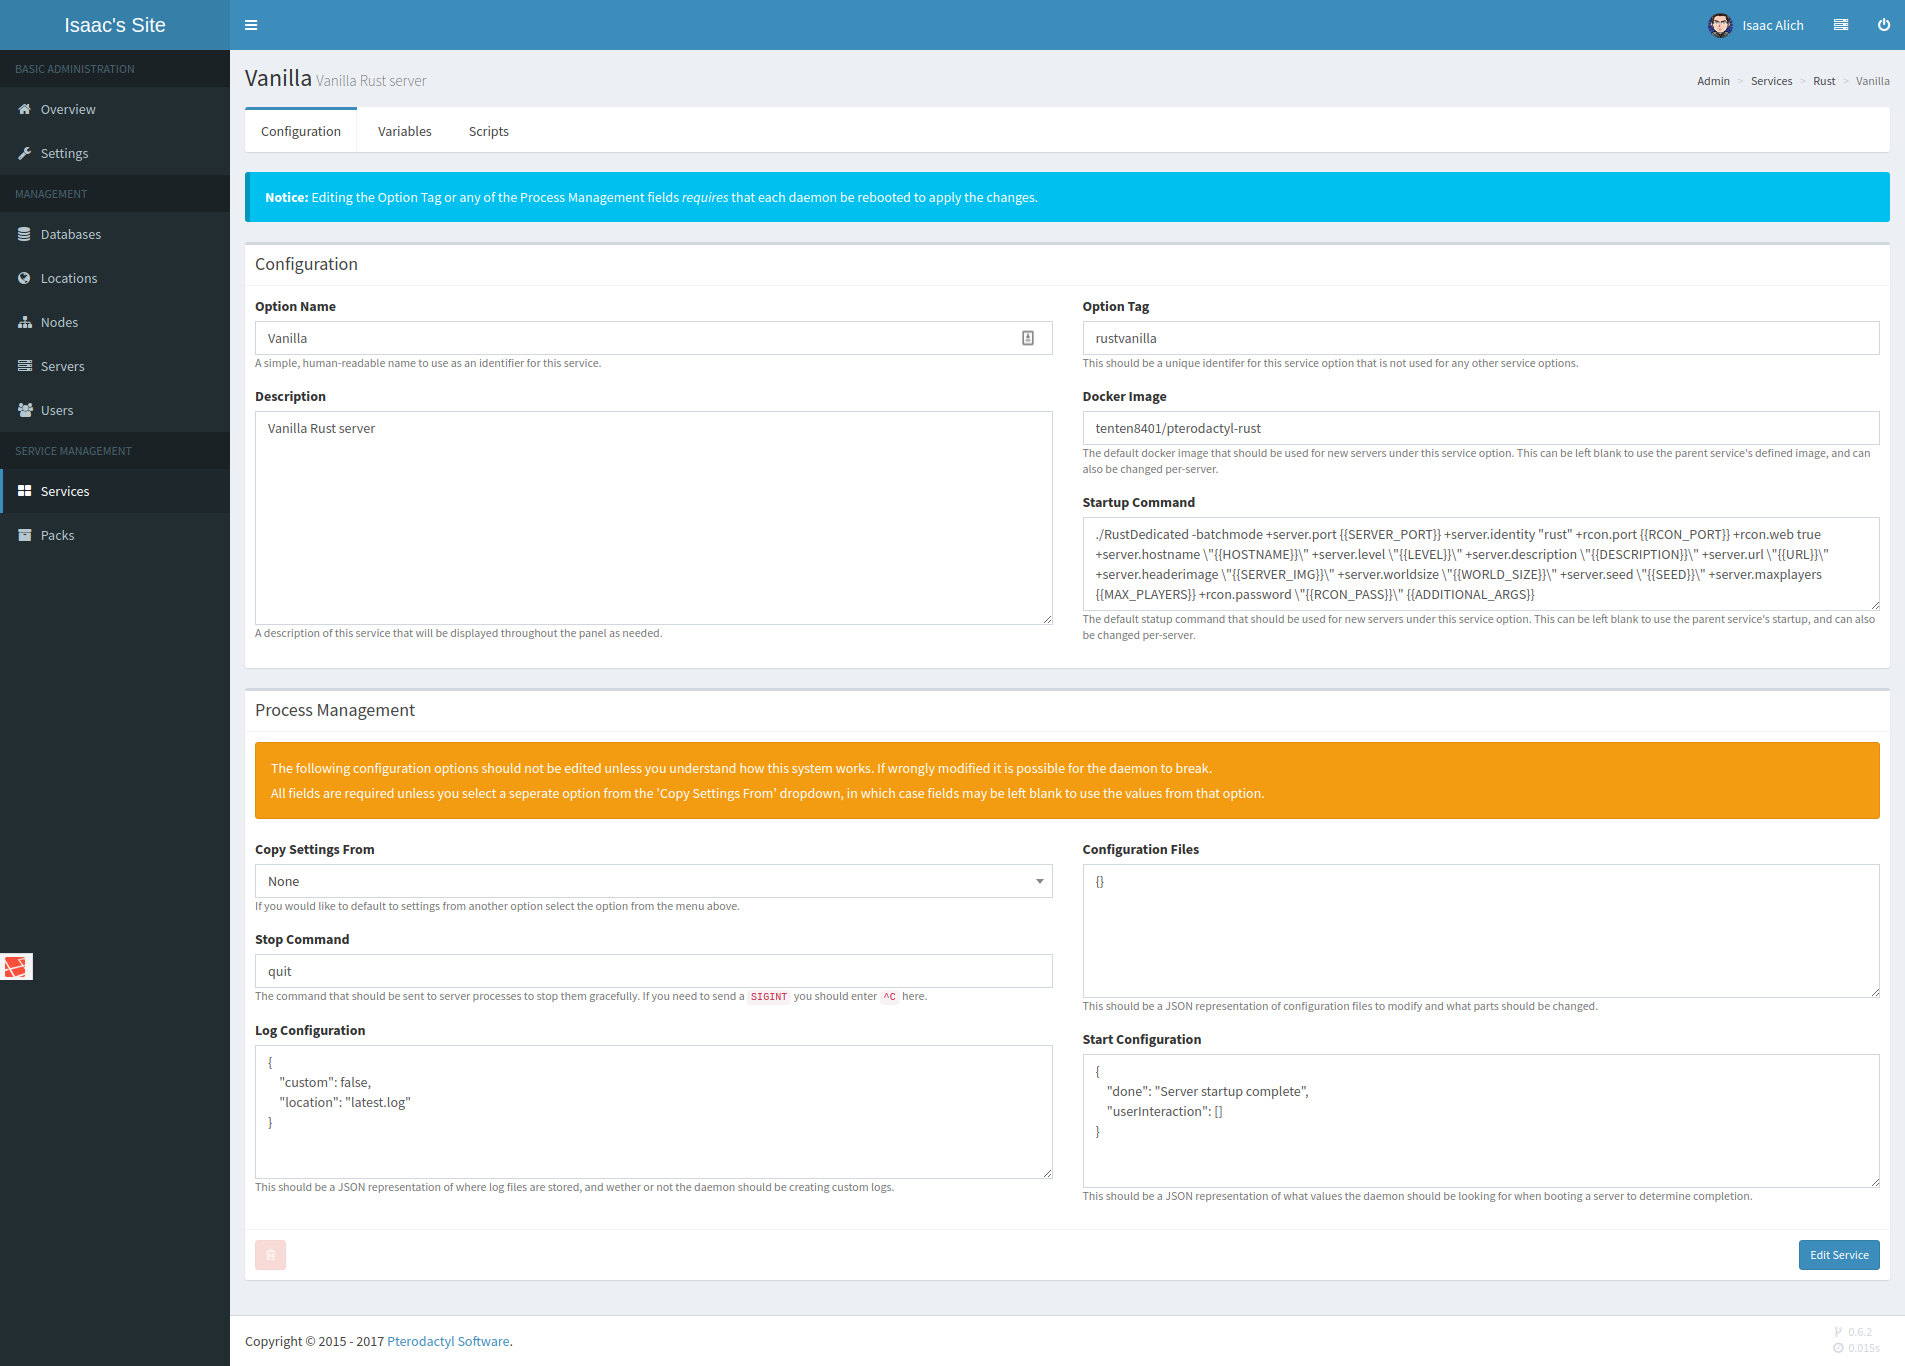 Isaac's Site
Isaac Alich
BASIC ADMINISTRATION
Overview
Settings
MANAGEMENT
Databases
Locations
Nodes
Servers
Users
SERVICE MANAGEMENT
Services
Packs
Vanilla Vanilla Rust server
Admin > Services > Rust > Vanilla
Configuration Variables Scripts
Notice: Editing the Option Tag or any of the Process Management fields requires that each daemon be rebooted to apply the changes.
Configuration
Option Name
Vanilla
A simple, human-readable name to use as an identifier for this service.
Description
Vanilla Rust server
A description of this service that will be displayed throughout the panel as needed.
Option Tag
rustvanilla
This should be a unique identifer for this service option that is not used for any other service options.
Docker Image
tenten8401/pterodactyl-rust
The default docker image that should be used for new servers under this service option. This can be left blank to use the parent service's defined image, and can
also be changed per-server.
Startup Command
./RustDedicated -batchmode +server.port {{SERVER_PORT}} +server.identity "rust" +rcon.port {{RCON_PORT}} +rcon.web true
+server.hostname \"{{HOSTNAME}}\" +server.level \"{{LEVEL}}\" +server.description \"{{DESCRIPTION}}\" +server.url \"{{URL}}\"
+server.headerimage \"{{SERVER_IMG}}\" +server.worldsize \"{{WORLD_SIZE}}\" +server.seed \"{{SEED}}\" +server.maxplayers
{{MAX_PLAYERS}} +rcon.password \"{{RCON_PASS}}\" {{ADDITIONAL_ARGS}}
The default statup command that should be used for new servers under this service option. This can be left blank to use the parent service's startup, and can also
be changed per-server.
Process Management
The following configuration options should not be edited unless you understand how this system works. If wrongly modified it is possible for the daemon to break.
All fields are required unless you select a seperate option from the 'Copy Settings From' dropdown, in which case fields may be left blank to use the values from that option.
Copy Settings From
None
If you would like to default to settings from another option select the option from the menu above.
Stop Command
quit
The command that should be sent to server processes to stop them gracefully. If you need to send a SIGINT you should enter ^C here.
Log Configuration
{
"custom": false,
"location": "latest.log"
}
This should be a JSON representation of where log files are stored, and wether or not the daemon should be creating custom logs.
Configuration Files
{}
This should be a JSON representation of configuration files to modify and what parts should be changed.
Start Configuration
{
"done": "Server startup complete",
"userInteraction": []
}
This should be a JSON representation of what values the daemon should be looking for when booting a server to determine completion.
Edit Service
Copyright © 2015 - 2017 Pterodactyl Software.
0.6.2
0.015s